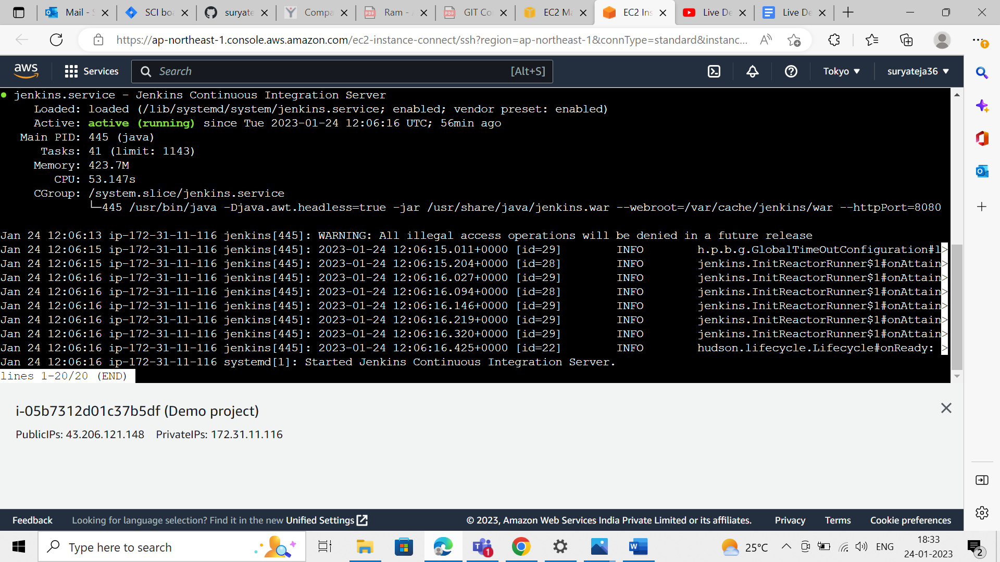 Mail - S
SCI boa
suryate
Compa
Ram - A
GIT Co
EC2 Ma
EC2 Ins
Live De
Live De
https://ap-northeast-1.console.aws.amazon.com/ec2-instance-connect/ssh?region=ap-northeast-1&connType=standard&instanc...
aws
Services
Search
[Alt+S]
Tokyo
suryateja36
● jenkins.service - Jenkins Continuous Integration Server
Loaded: loaded (/lib/systemd/system/jenkins.service; enabled; vendor preset: enabled)
Active: active (running) since Tue 2023-01-24 12:06:16 UTC; 56min ago
Main PID: 445 (java)
Tasks: 41 (limit: 1143)
Memory: 423.7M
CPU: 53.147s
CGroup: /system.slice/jenkins.service
└─445 /usr/bin/java -Djava.awt.headless=true -jar /usr/share/java/jenkins.war --webroot=/var/cache/jenkins/war --httpPort=8080
Jan 24 12:06:13 ip-172-31-11-116 jenkins[445]: WARNING: All illegal access operations will be denied in a future release
Jan 24 12:06:15 ip-172-31-11-116 jenkins[445]: 2023-01-24 12:06:15.011+0000 [id=29] INFO h.p.b.g.GlobalTimeOutConfiguration#l>
Jan 24 12:06:15 ip-172-31-11-116 jenkins[445]: 2023-01-24 12:06:15.204+0000 [id=28] INFO jenkins.InitReactorRunner$1#onAttain>
Jan 24 12:06:16 ip-172-31-11-116 jenkins[445]: 2023-01-24 12:06:16.027+0000 [id=29] INFO jenkins.InitReactorRunner$1#onAttain>
Jan 24 12:06:16 ip-172-31-11-116 jenkins[445]: 2023-01-24 12:06:16.094+0000 [id=28] INFO jenkins.InitReactorRunner$1#onAttain>
Jan 24 12:06:16 ip-172-31-11-116 jenkins[445]: 2023-01-24 12:06:16.146+0000 [id=29] INFO jenkins.InitReactorRunner$1#onAttain>
Jan 24 12:06:16 ip-172-31-11-116 jenkins[445]: 2023-01-24 12:06:16.219+0000 [id=29] INFO jenkins.InitReactorRunner$1#onAttain>
Jan 24 12:06:16 ip-172-31-11-116 jenkins[445]: 2023-01-24 12:06:16.320+0000 [id=29] INFO jenkins.InitReactorRunner$1#onAttain>
Jan 24 12:06:16 ip-172-31-11-116 jenkins[445]: 2023-01-24 12:06:16.425+0000 [id=22] INFO hudson.lifecycle.Lifecycle#onReady: >
Jan 24 12:06:16 ip-172-31-11-116 systemd[1]: Started Jenkins Continuous Integration Server.
lines 1-20/20 (END)
i-05b7312d01c37b5df (Demo project)
PublicIPs: 43.206.121.148 PrivateIPs: 172.31.11.116
Feedback
Looking for language selection? Find it in the new Unified Settings
© 2023, Amazon Web Services India Private Limited or its affiliates.
Privacy
Terms
Cookie preferences
Type here to search
1
25°C
ENG
18:33
24-01-2023
2